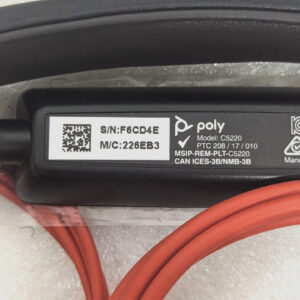 S/N:F6CD4E
M/C:226EB3
poly
Model: C5220
PTC 208 / 17 / 010
MSIP-REM-PLT-C5220
CAN ICES-3B/NMB-3B